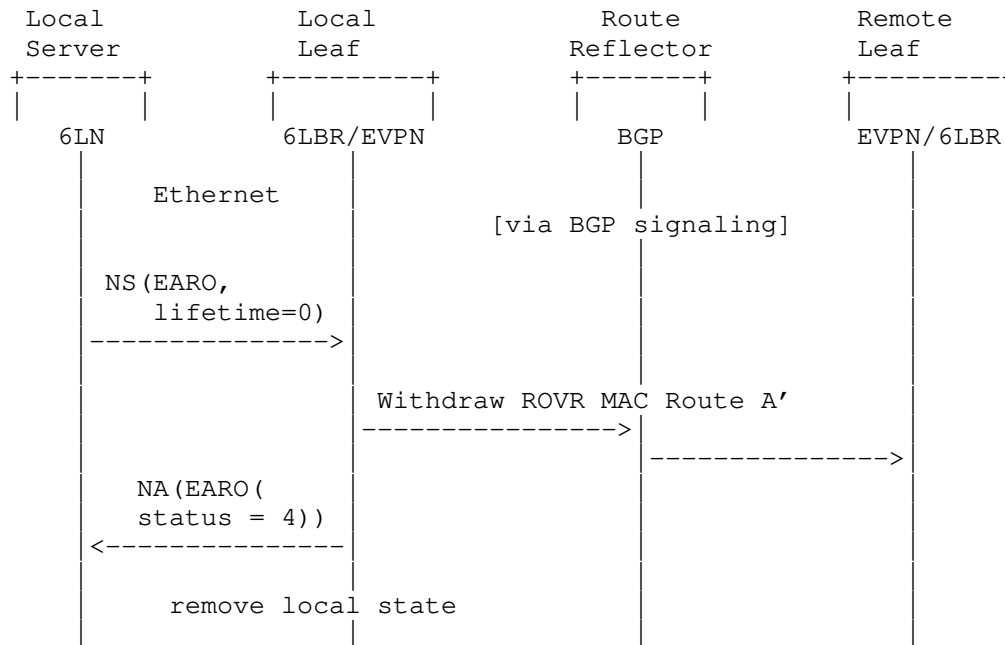 Local Local Route Remote
Server Leaf Reflector Leaf
6LN 6LBR/EVPN BGP EVPN/6LBR
Ethernet
[via BGP signaling]
NS(EARO,
lifetime=0)
Withdraw ROVR MAC Route A’
NA(EARO(
status = 4))
remove local state